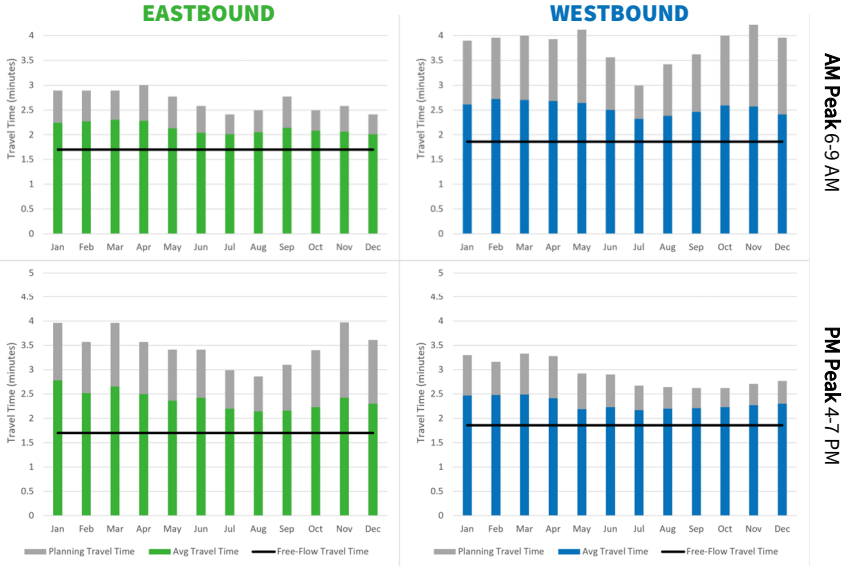 EASTBOUND
WESTBOUND
Travel Time (minutes)
4
3.5
3
2.5
2
1.5
1
0.5
0
Jan Feb Mar Apr May Jun Jul Aug Sep Oct Nov Dec
Travel Time (minutes)
4
3.5
3
2.5
2
1.5
1
0.5
0
Jan Feb Mar Apr May Jun Jul Aug Sep Oct Nov Dec
AM Peak 6-9 AM
Travel Time (minutes)
5
4.5
4
3.5
3
2.5
2
1.5
1
0.5
0
Jan Feb Mar Apr May Jun Jul Aug Sep Oct Nov Dec
Planning Travel Time Avg Travel Time Free-Flow Travel Time
Travel Time (minutes)
5
4.5
4
3.5
3
2.5
2
1.5
1
0.5
0
Jan Feb Mar Apr May Jun Jul Aug Sep Oct Nov Dec
Planning Travel Time Avg Travel Time Free-Flow Travel Time
PM Peak 4-7 PM